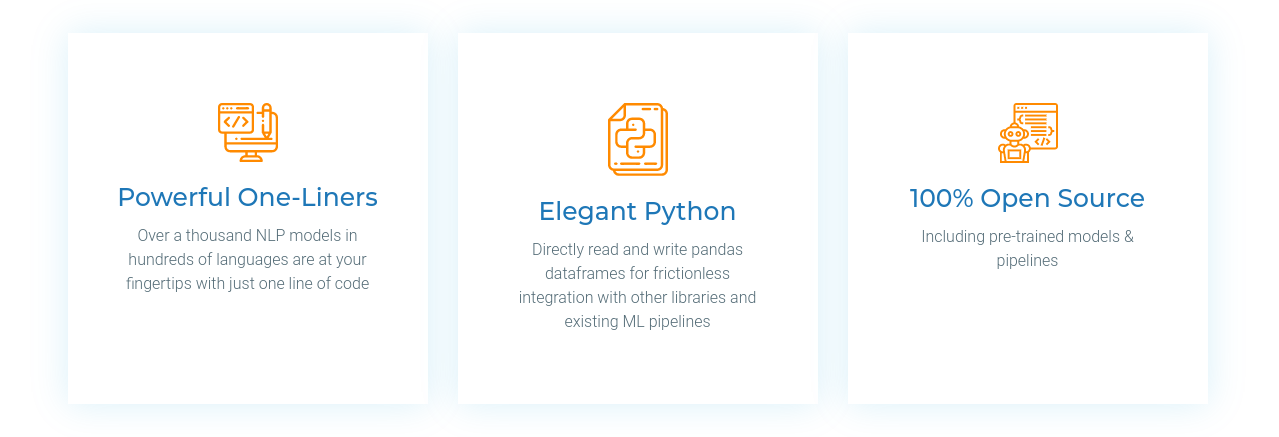 Powerful One-Liners
Over a thousand NLP models in
hundreds of languages are at your
fingertips with just one line of code
Elegant Python
Directly read and write pandas
dataframes for frictionless
integration with other libraries and
existing ML pipelines
100% Open Source
Including pre-trained models &
pipelines